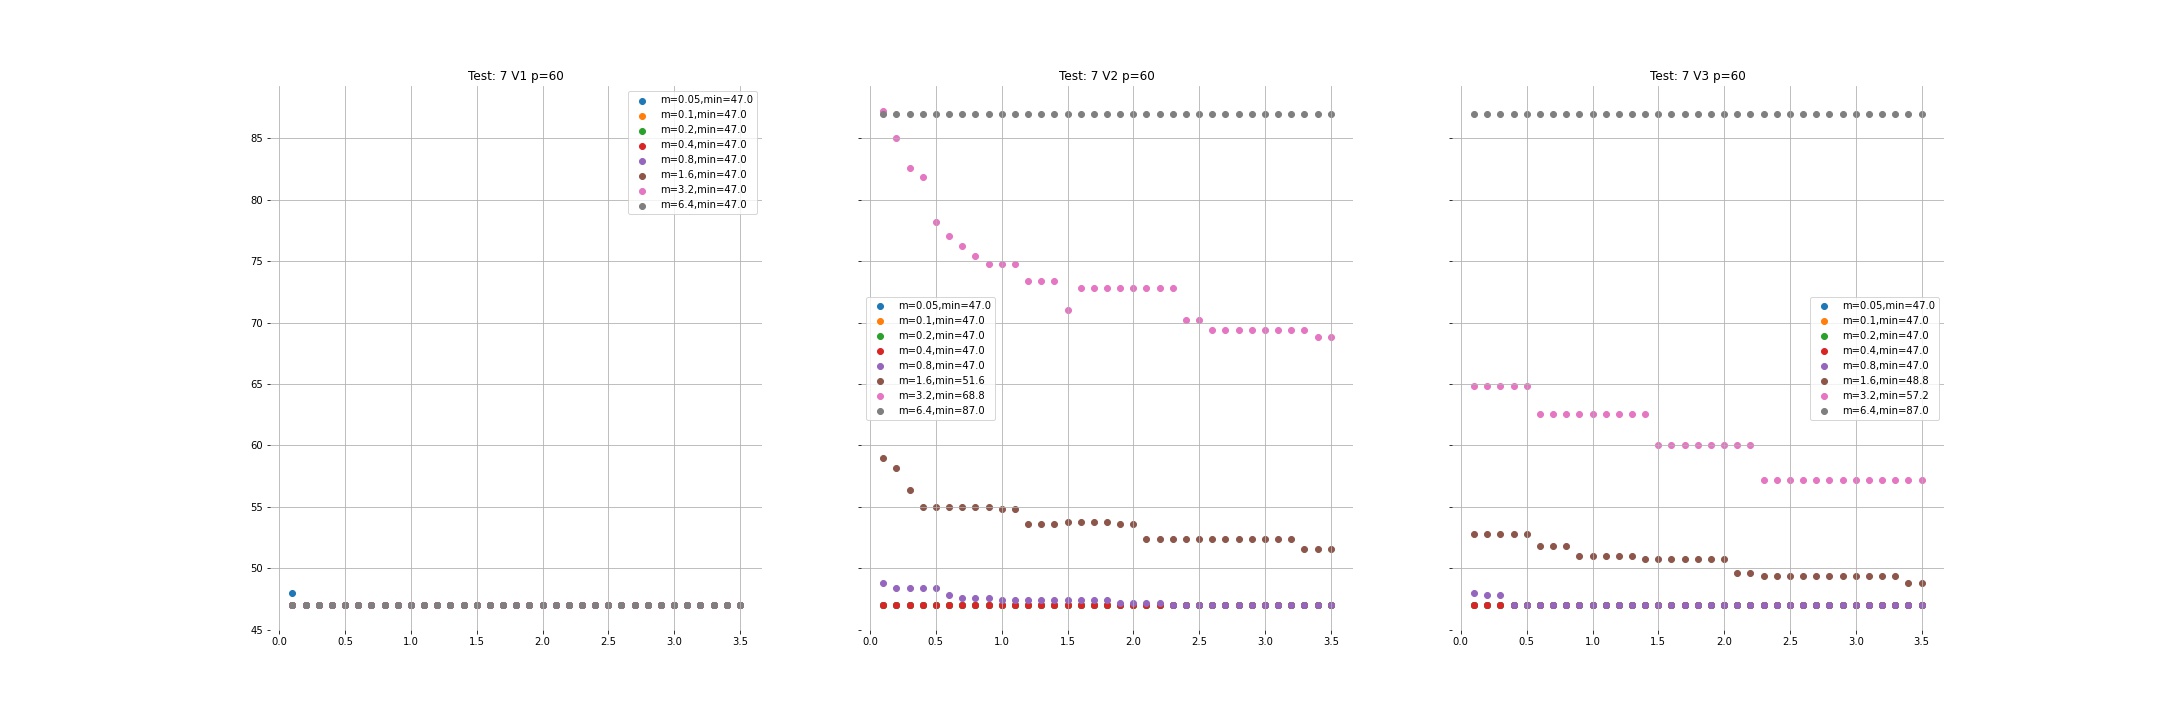 Test: 7 V1 p=60
m=0.05,min=47.0
m=0.1,min=47.0
m=0.2,min=47.0
m=0.4,min=47.0
m=0.8,min=47.0
m=1.6,min=47.0
m=3.2,min=47.0
m=6.4,min=47.0
85
80
75
70
65
60
55
50
45
0.0 0.5 1.0 1.5 2.0 2.5 3.0 3.5
Test: 7 V2 p=60
m=0.05,min=47.0
m=0.1,min=47.0
m=0.2,min=47.0
m=0.4,min=47.0
m=0.8,min=47.0
m=1.6,min=51.6
m=3.2,min=68.8
m=6.4,min=87.0
0.0 0.5 1.0 1.5 2.0 2.5 3.0 3.5
Test: 7 V3 p=60
m=0.05,min=47.0
m=0.1,min=47.0
m=0.2,min=47.0
m=0.4,min=47.0
m=0.8,min=47.0
m=1.6,min=48.8
m=3.2,min=57.2
m=6.4,min=87.0
0.0 0.5 1.0 1.5 2.0 2.5 3.0 3.5